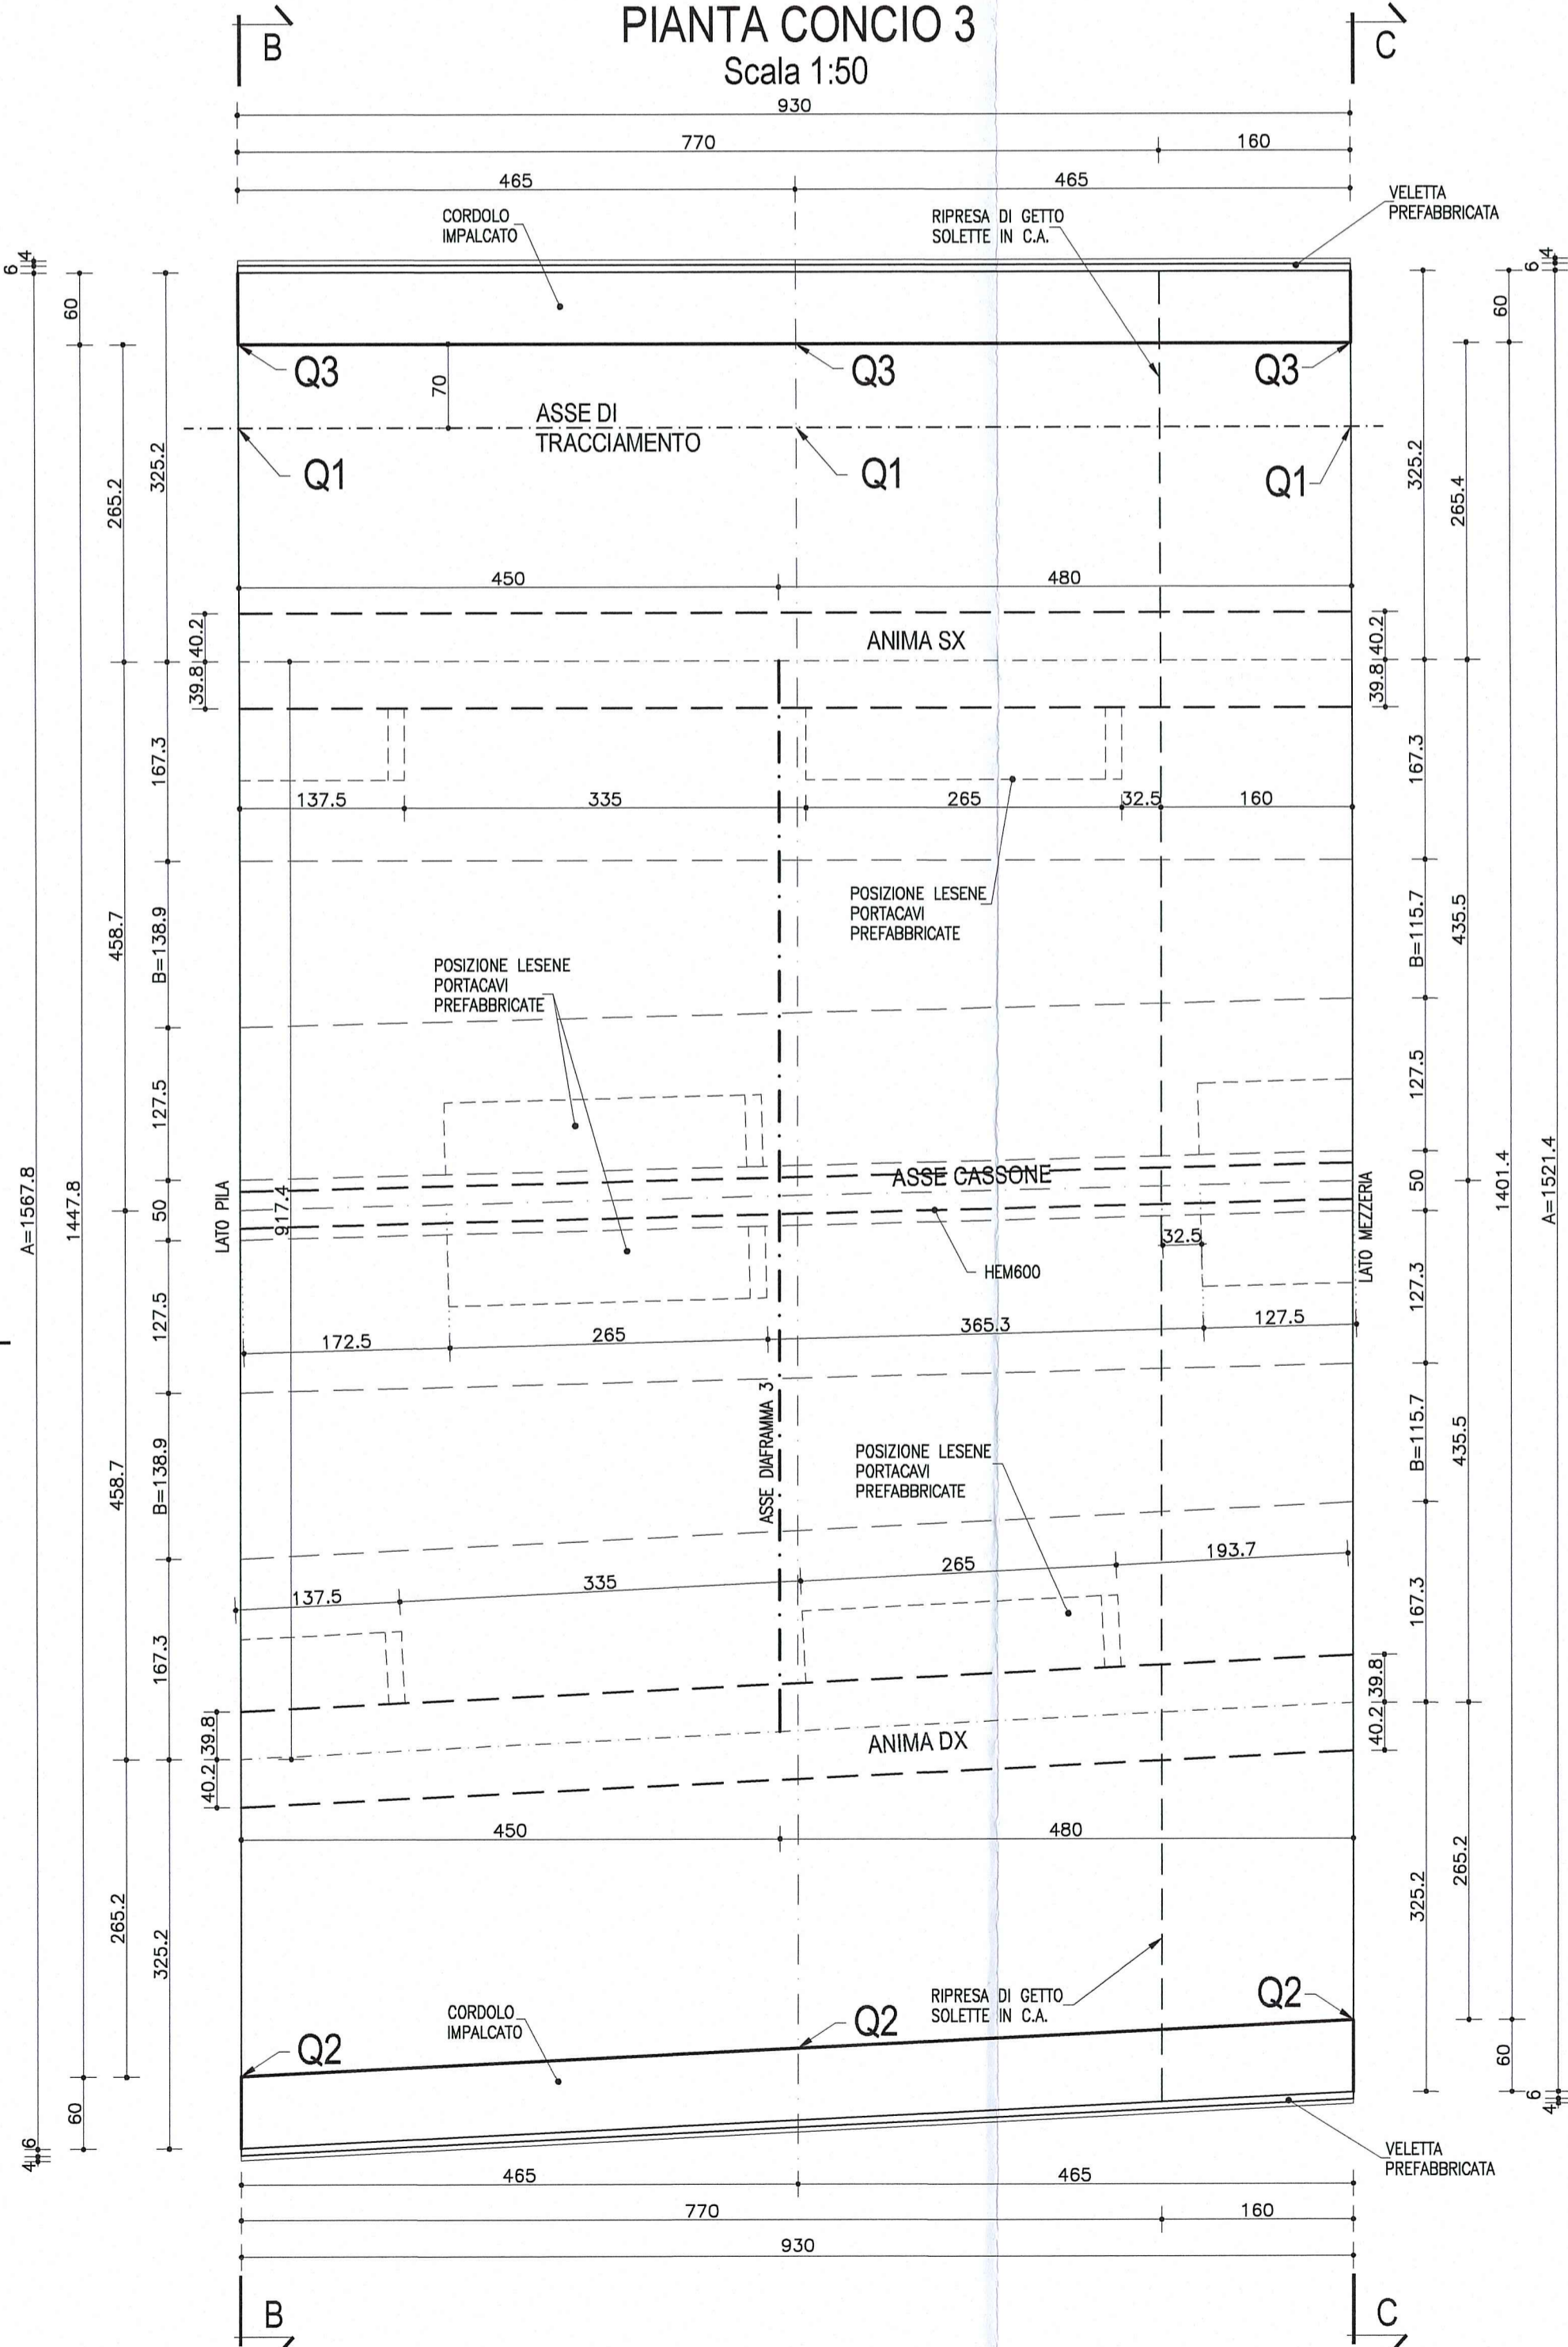 PIANTA CONCIO 3
Scala 1:50
B
C
930
770
160
465
465
CORDOLO
IMPALCATO
RIPRESA DI GETTO
SOLETTE IN C.A.
VELETTA
PREFABBRICATA
6
4
6
4
60
60
Q3
Q3
Q3
70
ASSE DI
TRACCIAMENTO
Q1
Q1
Q1
325.2
265.2
325.2
265.4
450
480
40.2
39.8
ANIMA SX
40.2
39.8
167.3
167.3
137.5
335
265
32.5
160
POSIZIONE LESENE
PORTACAVI
PREFABBRICATE
458.7
B=138.9
B=115.7
435.5
POSIZIONE LESENE
PORTACAVI
PREFABBRICATE
127.5
127.5
ASSE CASSONE
A=1567.8
1447.8
50
LATO PILA
917.4
LATO MEZZERIA
50
1401.4
A=1521.4
HEM600
32.5
127.5
127.3
172.5
265
365.3
127.5
ASSE DIAFRAMMA 3
458.7
B=138.9
B=115.7
435.5
POSIZIONE LESENE
PORTACAVI
PREFABBRICATE
137.5
335
265
193.7
167.3
167.3
39.8
40.2
39.8
40.2
ANIMA DX
450
480
265.2
325.2
325.2
265.2
CORDOLO
IMPALCATO
RIPRESA DI GETTO
SOLETTE IN C.A.
Q2
Q2
Q2
60
60
6
4
6
4
VELETTA
PREFABBRICATA
465
465
770
160
930
B
C